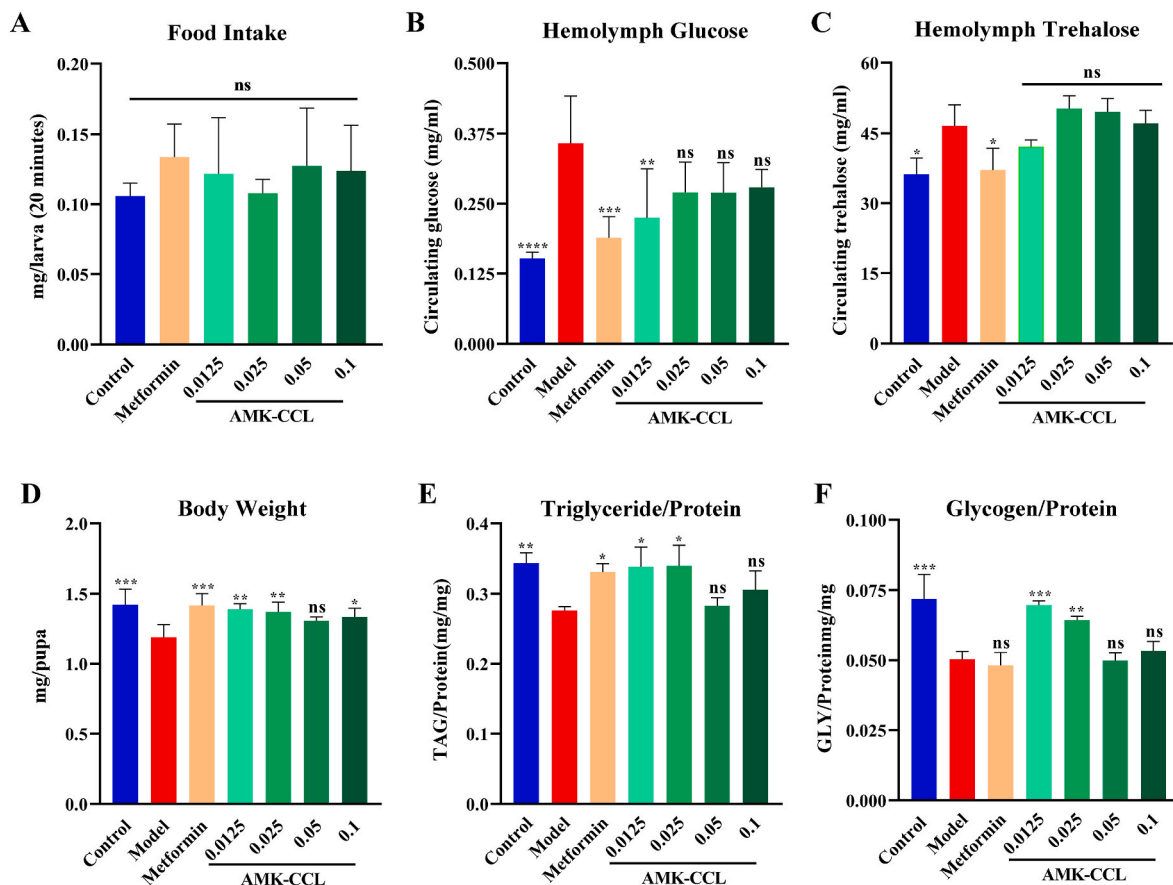 A
Food Intake
mg/larva (20 minutes)
0.20
0.15
0.10
0.05
0.00
ns
Control
Metformin
0.0125
0.025
0.05
0.1
AMK-CCL
B
Hemolymph Glucose
Circulating glucose (mg/ml)
0.500
0.375
0.250
0.125
0.000
****
***
**
ns
ns
ns
Control
Model
Metformin
0.0125
0.025
0.05
0.1
AMK-CCL
C
Hemolymph Trehalose
Circulating trehalose (mg/ml)
60
45
30
15
0
*
*
ns
Control
Model
Metformin
0.0125
0.025
0.05
0.1
AMK-CCL
D
Body Weight
mg/pupa
2.0
1.5
1.0
0.5
0.0
***
***
**
**
ns
*
Control
Model
Metformin
0.0125
0.025
0.05
0.1
AMK-CCL
E
Triglyceride/Protein
TAG/Protein(mg/mg)
0.4
0.3
0.2
0.1
0.0
**
*
*
*
ns
ns
Control
Model
Metformin
0.0125
0.025
0.05
0.1
AMK-CCL
F
Glycogen/Protein
GLY/Proteinmg/mg
0.100
0.075
0.050
0.025
0.000
***
ns
***
**
ns
ns
Control
Model
Metformin
0.0125
0.025
0.05
0.1
AMK-CCL